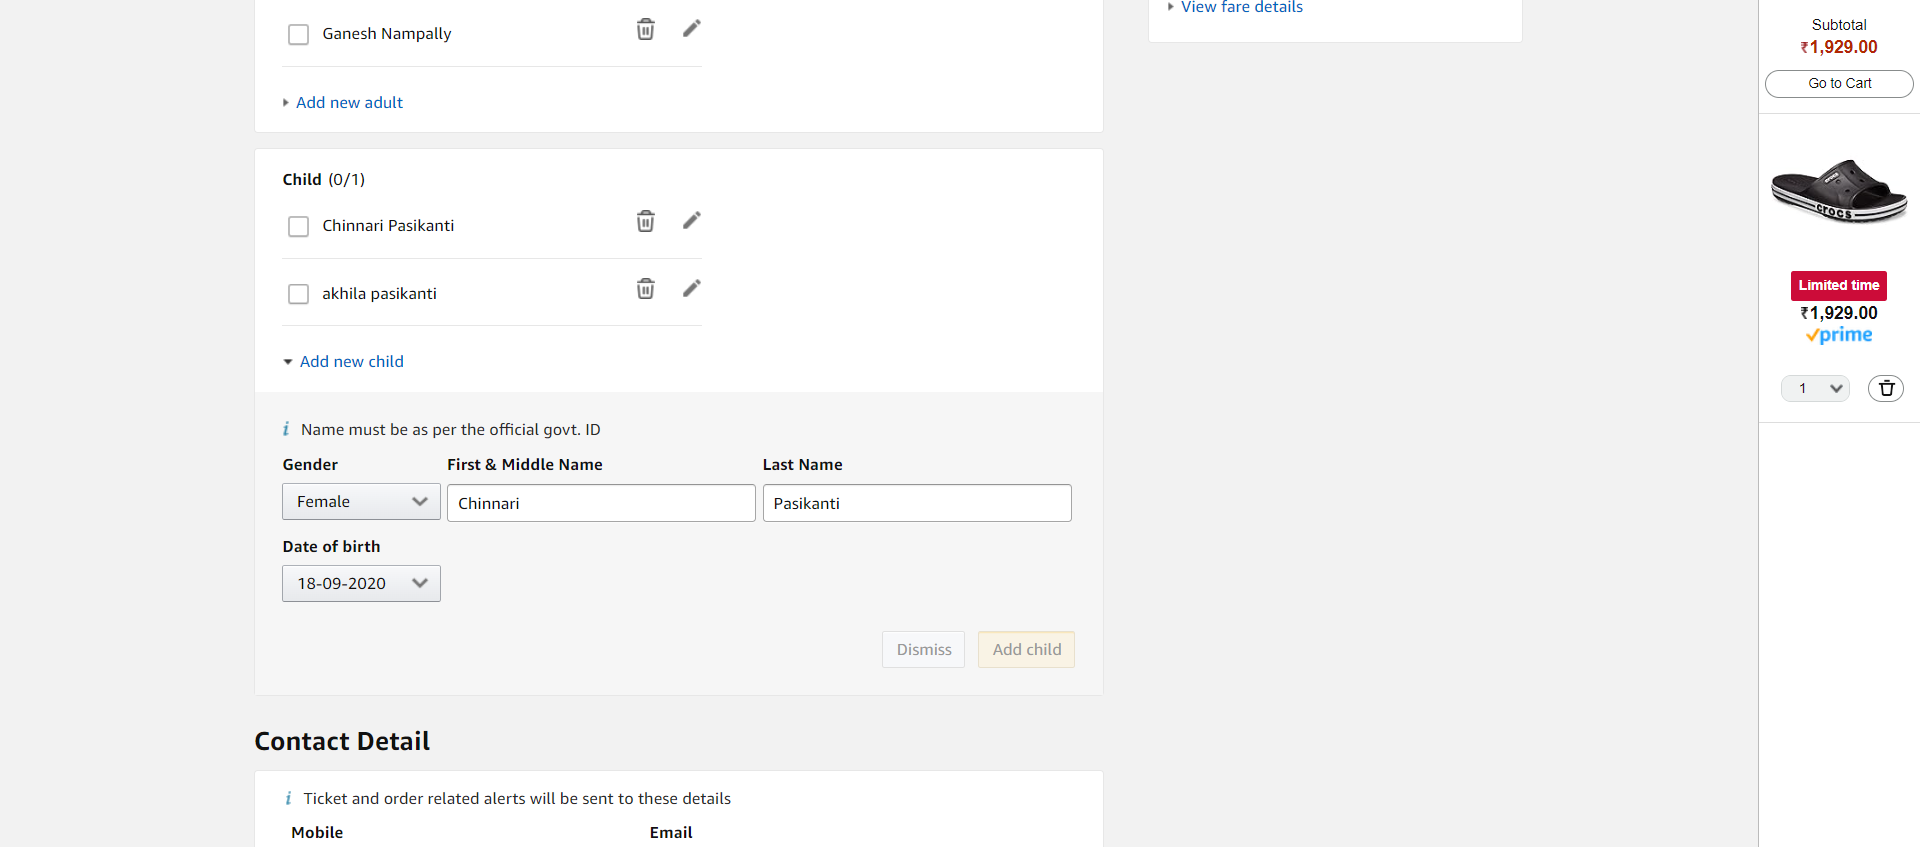 Ganesh Nampally
Add new adult
Child (0/1)
Chinnari Pasikanti
akhila pasikanti
Add new child
i Name must be as per the official govt. ID
Gender First & Middle Name Last Name
Female Chinnari Pasikanti
Date of birth
18-09-2020
Dismiss Add child
Contact Detail
i Ticket and order related alerts will be sent to these details
Mobile Email
View fare details
Subtotal
₹1,929.00
Go to Cart
crocs
Limited time
₹1,929.00
prime
1